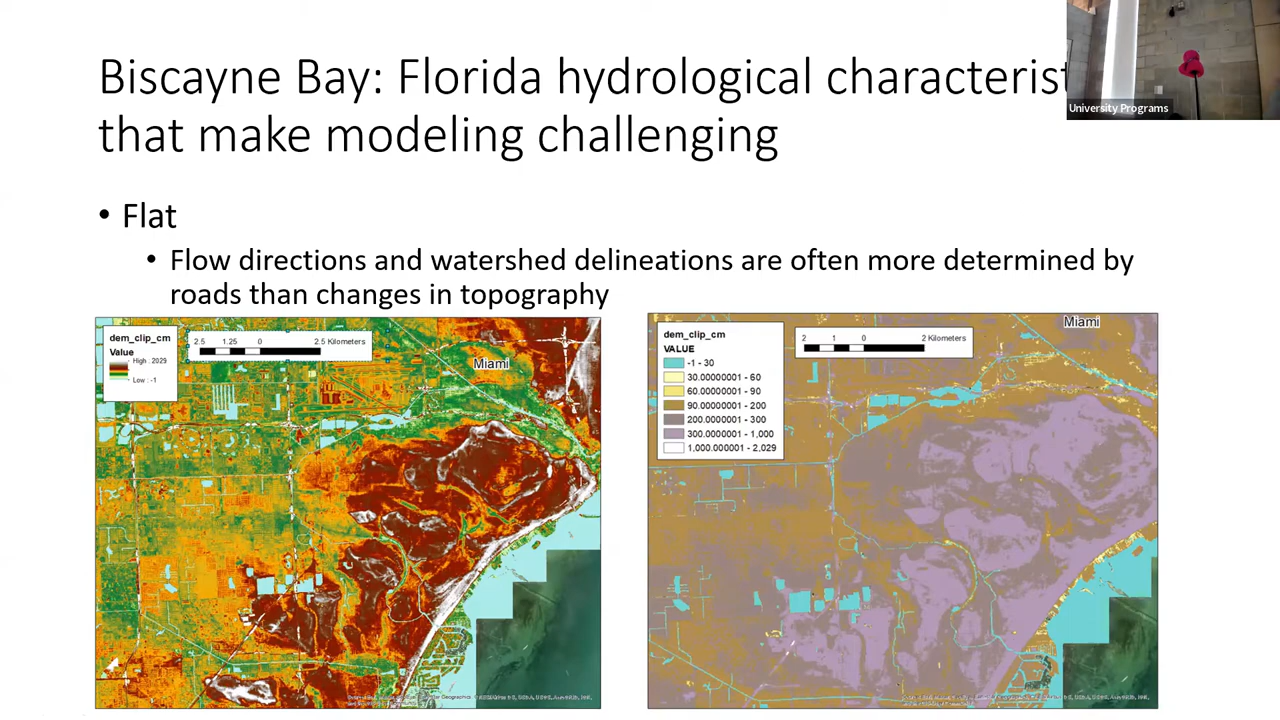 Biscayne Bay: Florida hydrological characterist
that make modeling challenging
University Programs
• Flat
• Flow directions and watershed delineations are often more determined by
roads than changes in topography
dem_clip_cm
Value
High : 2029
Low : -1
2.5 1.25 0 2.5 Kilometers
Miami
dem_clip_cm
VALUE
-1 - 30
30.00000001 - 60
60.00000001 - 90
90.00000001 - 200
200.0000001 - 300
300.0000001 - 1,000
1,000.000001 - 2,029
2 1 0 2 Kilometers
Miami